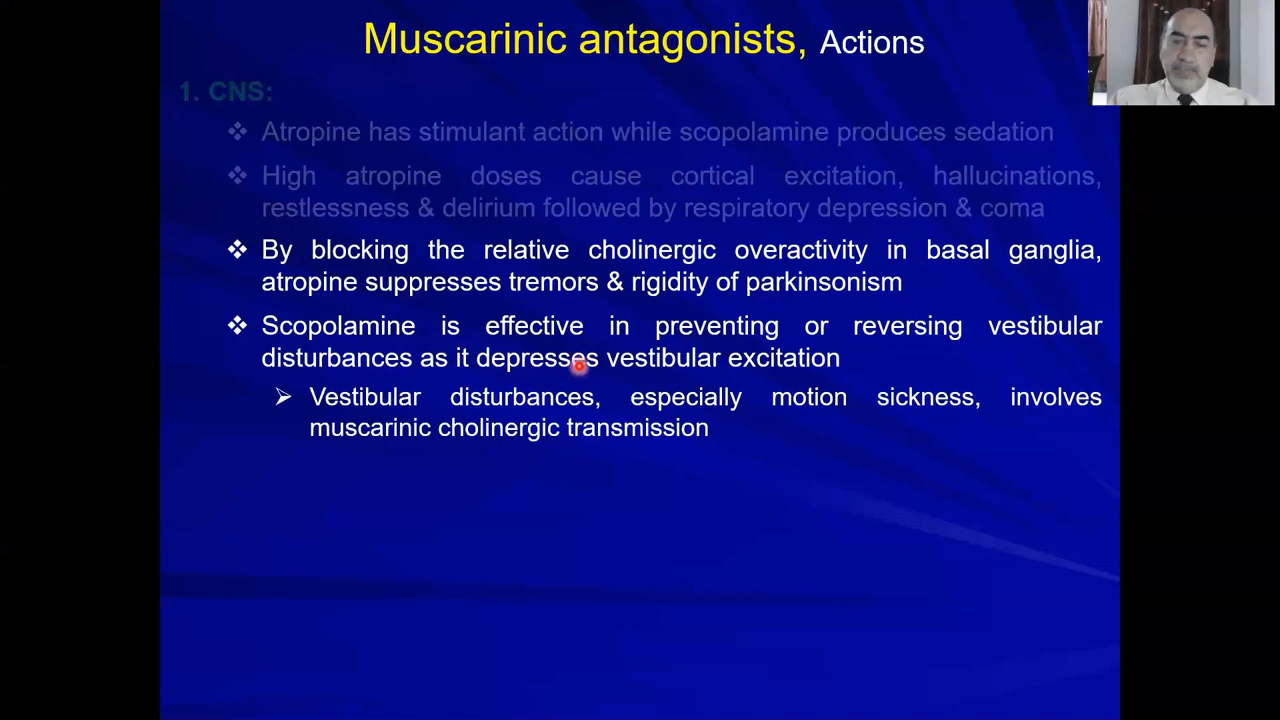 Muscarinic antagonists, Actions
1. CNS:
❖ Atropine has stimulant action while scopolamine produces sedation
❖ High atropine doses cause cortical excitation, hallucinations,
restlessness & delirium followed by respiratory depression & coma
❖ By blocking the relative cholinergic overactivity in basal ganglia,
atropine suppresses tremors & rigidity of parkinsonism
❖ Scopolamine is effective in preventing or reversing vestibular
disturbances as it depresses vestibular excitation
➢ Vestibular disturbances, especially motion sickness, involves
muscarinic cholinergic transmission